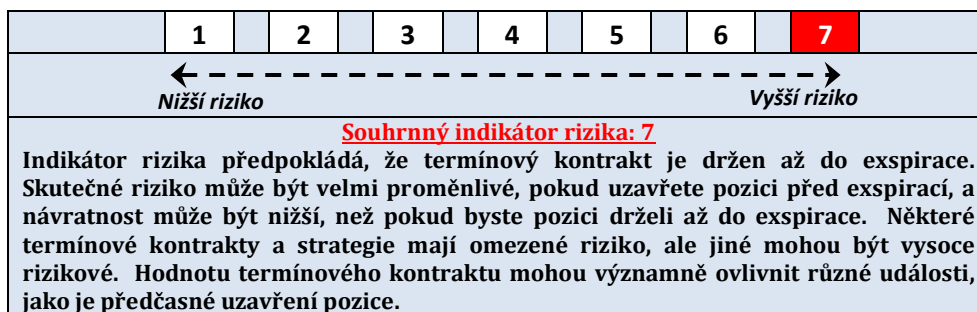 1 2 3 4 5 6 7
Nižší riziko Vyšší riziko
Souhrnný indikátor rizika: 7
Indikátor rizika předpokládá, že termínový kontrakt je držen až do exspirace.
Skutečné riziko může být velmi proměnlivé, pokud uzavřete pozici před exspirací, a
návratnost může být nižší, než pokud byste pozici drželi až do exspirace. Některé
termínové kontrakty a strategie mají omezené riziko, ale jiné mohou být vysoce
rizikové. Hodnotu termínového kontraktu mohou významně ovlivnit různé události,
jako je předčasné uzavření pozice.